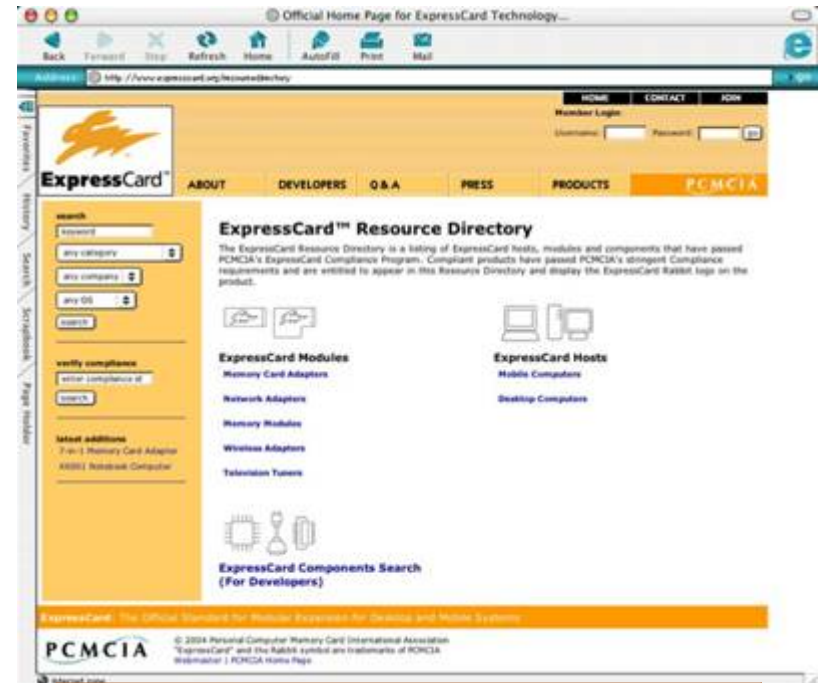 Official Home Page for ExpressCard Technology...
Back Forward Stop Refresh Home AutoFill Print Mail
Address: http://www.expresscard.org/resourcedirectory
Favorites
History
Search
Scrapbook
Page Holder
HOME CONTACT JOIN
Member Login:
Username: Password: go
ExpressCard™
ABOUT DEVELOPERS Q & A PRESS PRODUCTS PCMCIA
search
keyword
any category
any company
any OS
search
verify compliance
enter compliance id
search
latest additions
7-in-1 Memory Card Adapter
Notebook Computer
ExpressCard™ Resource Directory
The ExpressCard Resource Directory is a listing of ExpressCard hosts, modules and components that have passed
PCMCIA's ExpressCard Compliance Program. Compliant products have passed PCMCIA's stringent Compliance
requirements and are entitled to appear in this Resource Directory and display the ExpressCard Rabbit logo on the
product.
ExpressCard Modules
Memory Card Adapters
Network Adapters
Memory Modules
Wireless Adapters
Television Tuners
ExpressCard Hosts
Mobile Computers
Desktop Computers
ExpressCard Components Search
(For Developers)
ExpressCard: The Official Standard for Modular Expansion for Desktop and Mobile Systems
PCMCIA
© 2004 Personal Computer Memory Card International Association
"ExpressCard" and the Rabbit symbol are trademarks of PCMCIA
Webmaster | PCMCIA Home Page
Internet zone